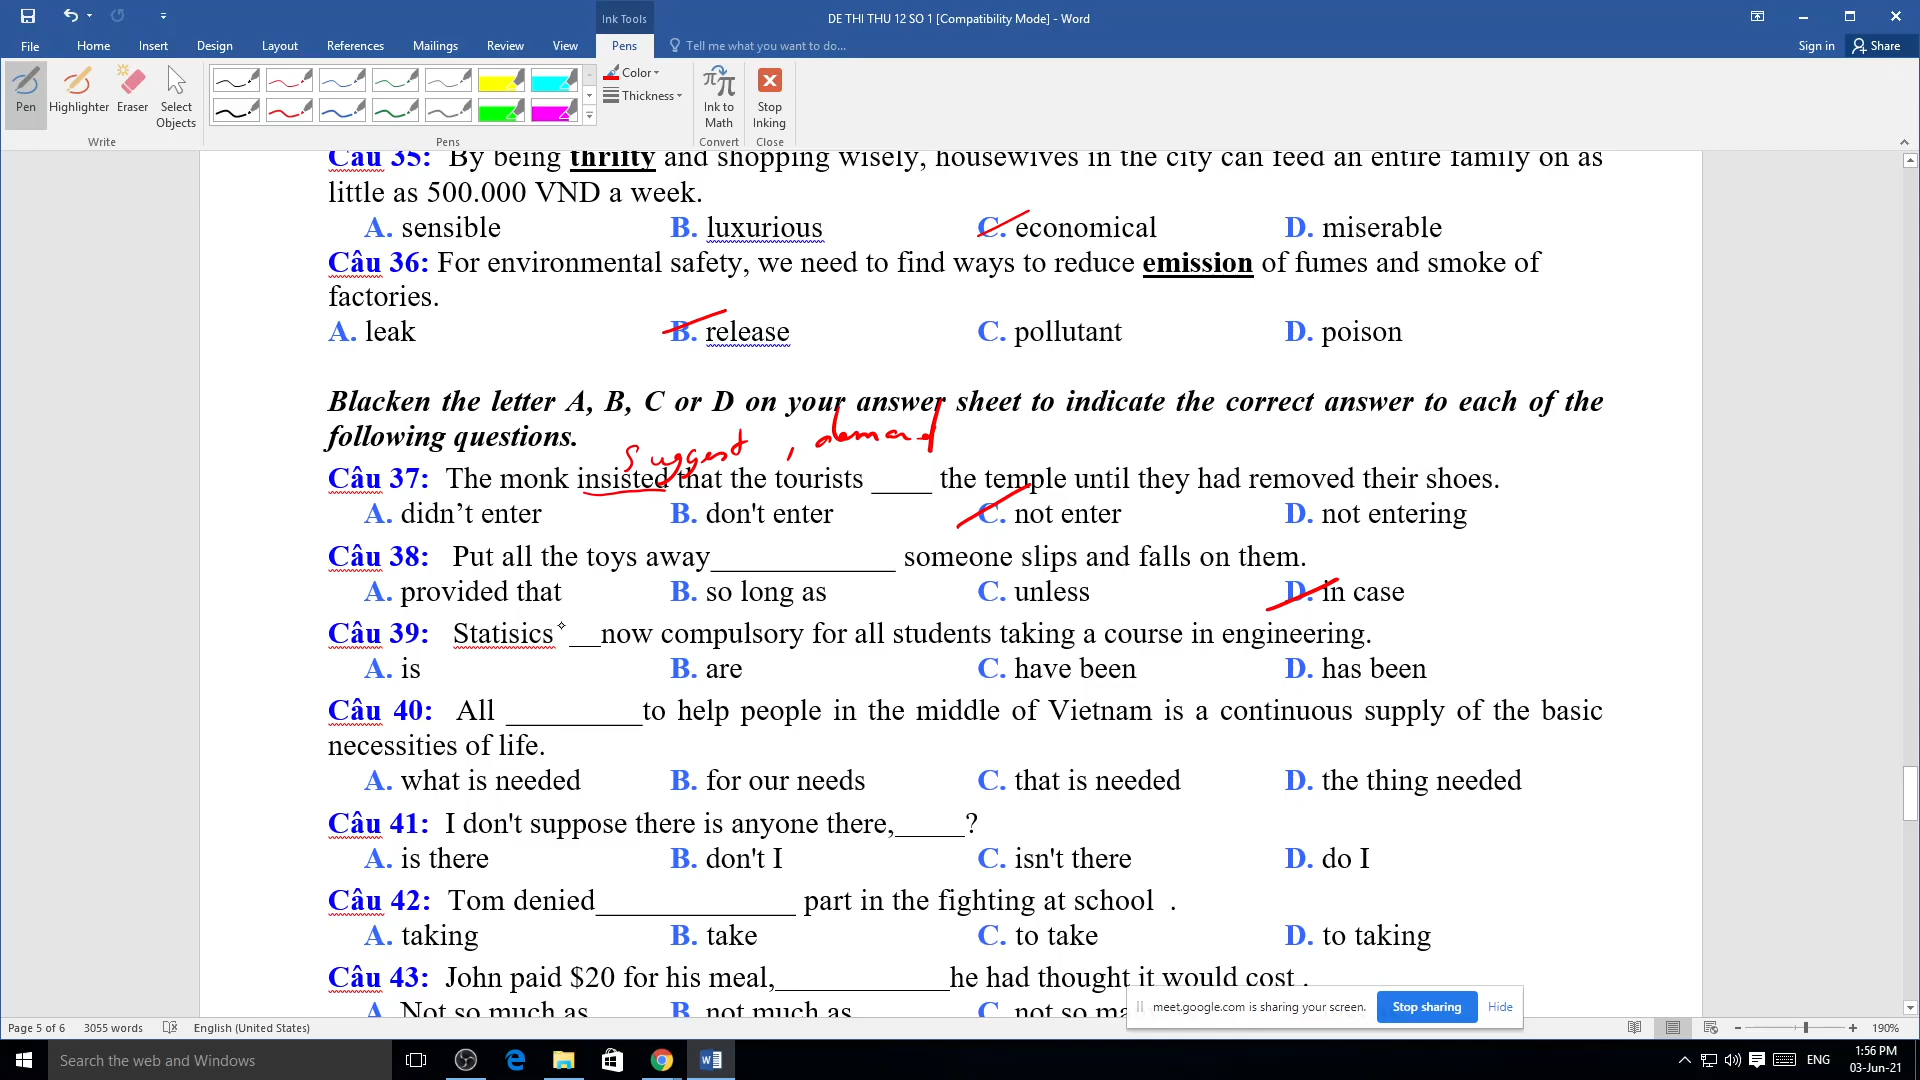 DE THI THU 12 SO 1 [Compatibility Mode] - Word
Ink Tools
File Home Insert Design Layout References Mailings Review View Pens Tell me what you want to do... Sign in Share
Pen Highlighter Eraser Select Objects
Color
Thickness
Ink to Math
Stop Inking
Write Pens Convert Close
Câu 35: By being thrifty and shopping wisely, housewives in the city can feed an entire family on as
little as 500.000 VND a week.
A. sensible B. luxurious C. economical D. miserable
Câu 36: For environmental safety, we need to find ways to reduce emission of fumes and smoke of
factories.
A. leak B. release C. pollutant D. poison
Blacken the letter A, B, C or D on your answer sheet to indicate the correct answer to each of the
following questions.
suggest , demand
Câu 37: The monk insisted that the tourists ____ the temple until they had removed their shoes.
A. didn’t enter B. don't enter C. not enter D. not entering
Câu 38: Put all the toys away____________ someone slips and falls on them.
A. provided that B. so long as C. unless D. in case
Câu 39: Statisics __now compulsory for all students taking a course in engineering.
A. is B. are C. have been D. has been
Câu 40: All _________to help people in the middle of Vietnam is a continuous supply of the basic
necessities of life.
A. what is needed B. for our needs C. that is needed D. the thing needed
Câu 41: I don't suppose there is anyone there,_____?
A. is there B. don't I C. isn't there D. do I
Câu 42: Tom denied_____________ part in the fighting at school .
A. taking B. take C. to take D. to taking
Câu 43: John paid $20 for his meal,____________he had thought it would cost .
A. Not so much as B. not much as C. not so
meet.google.com is sharing your screen. Stop sharing Hide
Page 5 of 6 3055 words English (United States) 190%
Search the web and Windows ENG 1:56 PM
03-Jun-21